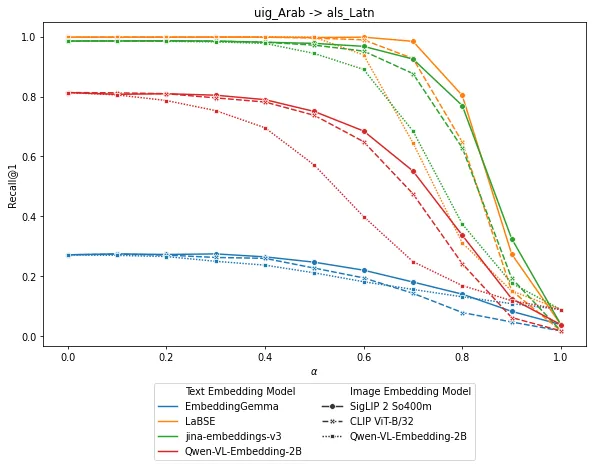 uig_Arab -> als_Latn
1.0
0.8
0.6
0.4
0.2
0.0
Recall@1
0.0 0.2 0.4 0.6 0.8 1.0
α
Text Embedding Model Image Embedding Model
EmbeddingGemma SigLIP 2 So400m
LaBSE CLIP ViT-B/32
jina-embeddings-v3 Qwen-VL-Embedding-2B
Qwen-VL-Embedding-2B